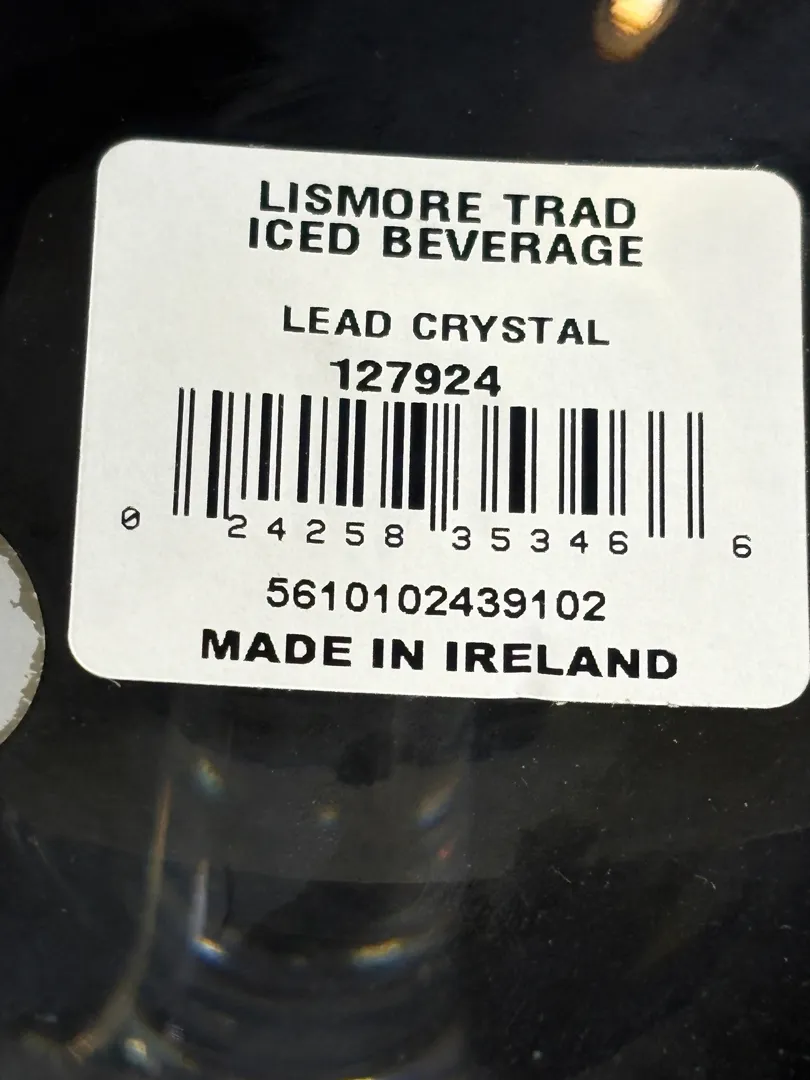 LISMORE TRAD
ICED BEVERAGE
LEAD CRYSTAL
127924
0 24258 35346 6
5610102439102
MADE IN IRELAND